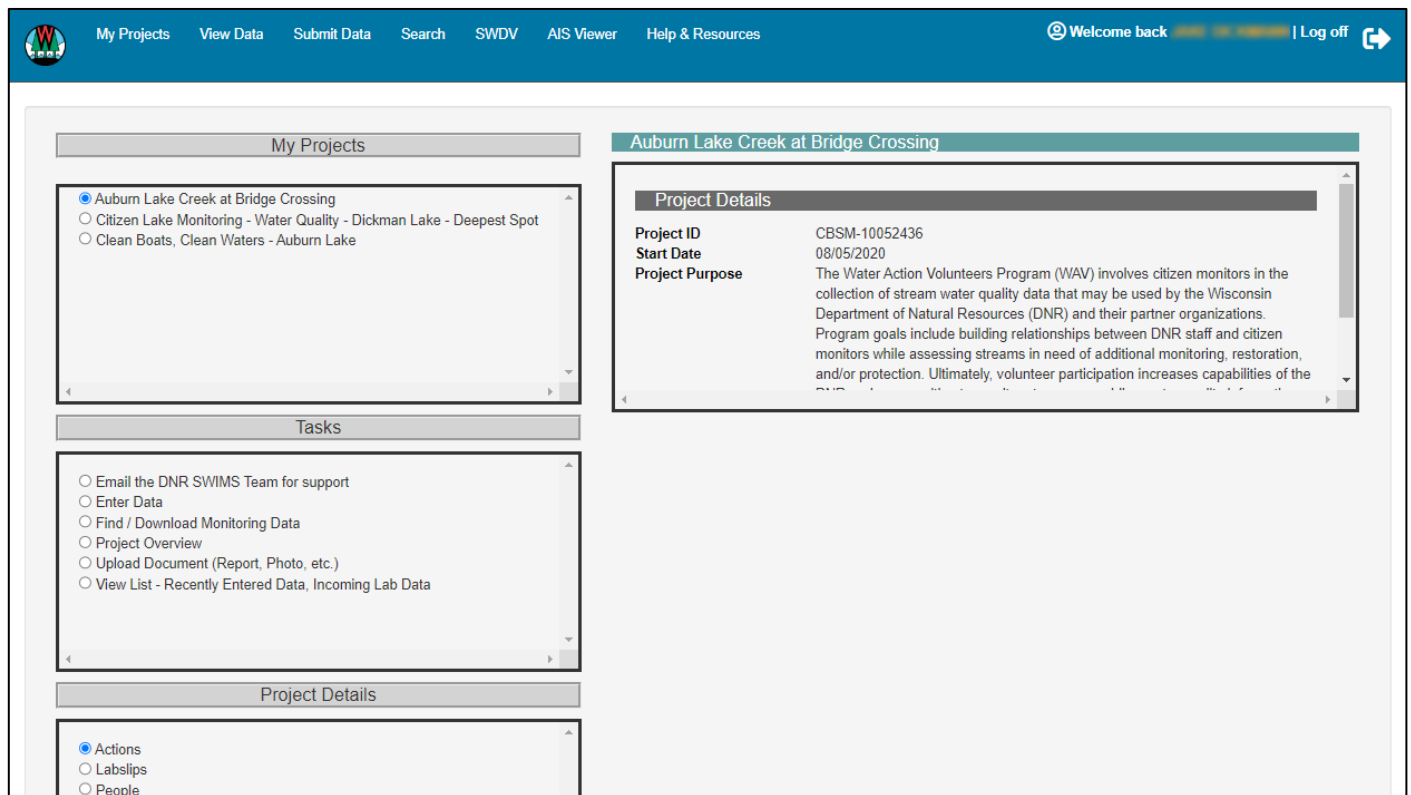 My Projects View Data Submit Data Search SWDV AIS Viewer Help & Resources Welcome back | Log off
W
My Projects
Auburn Lake Creek at Bridge Crossing
Citizen Lake Monitoring - Water Quality - Dickman Lake - Deepest Spot
Clean Boats, Clean Waters - Auburn Lake
Tasks
Email the DNR SWIMS Team for support
Enter Data
Find / Download Monitoring Data
Project Overview
Upload Document (Report, Photo, etc.)
View List - Recently Entered Data, Incoming Lab Data
Project Details
Actions
Labslips
People
Auburn Lake Creek at Bridge Crossing
Project Details
Project ID CBSM-10052436
Start Date 08/05/2020
Project Purpose The Water Action Volunteers Program (WAV) involves citizen monitors in the
collection of stream water quality data that may be used by the Wisconsin
Department of Natural Resources (DNR) and their partner organizations.
Program goals include building relationships between DNR staff and citizen
monitors while assessing streams in need of additional monitoring, restoration,
and/or protection. Ultimately, volunteer participation increases capabilities of the